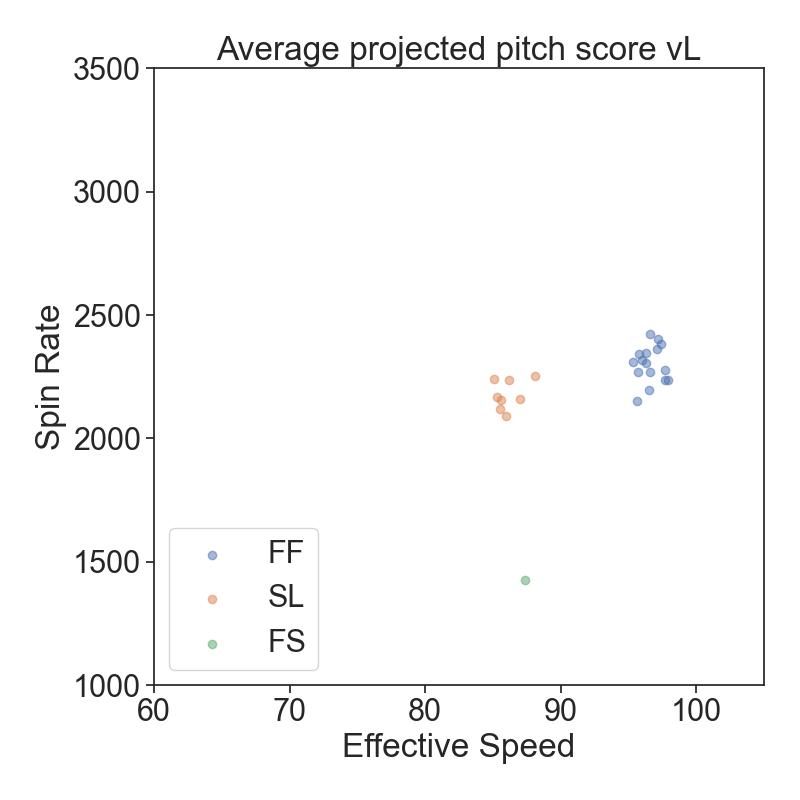 Average projected pitch score vL
3500
3000
2500
2000
1500
1000
Spin Rate
FF
SL
FS
60 70 80 90 100
Effective Speed